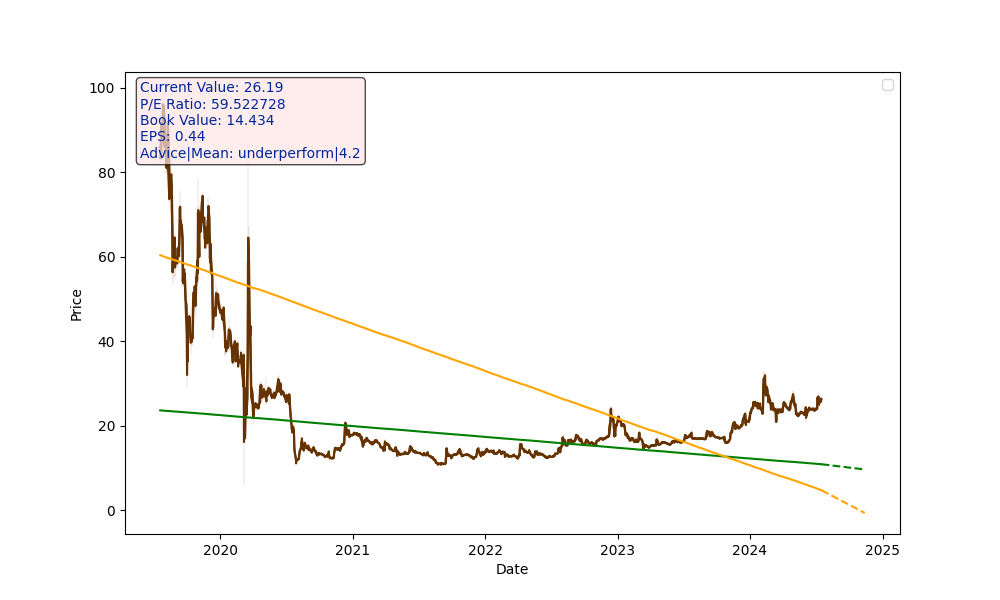 Current Value: 26.19
P/E Ratio: 59.522728
Book Value: 14.434
EPS: 0.44
Advice|Mean: underperform|4.2
100
80
60
40
20
0
Price
2020 2021 2022 2023 2024 2025
Date